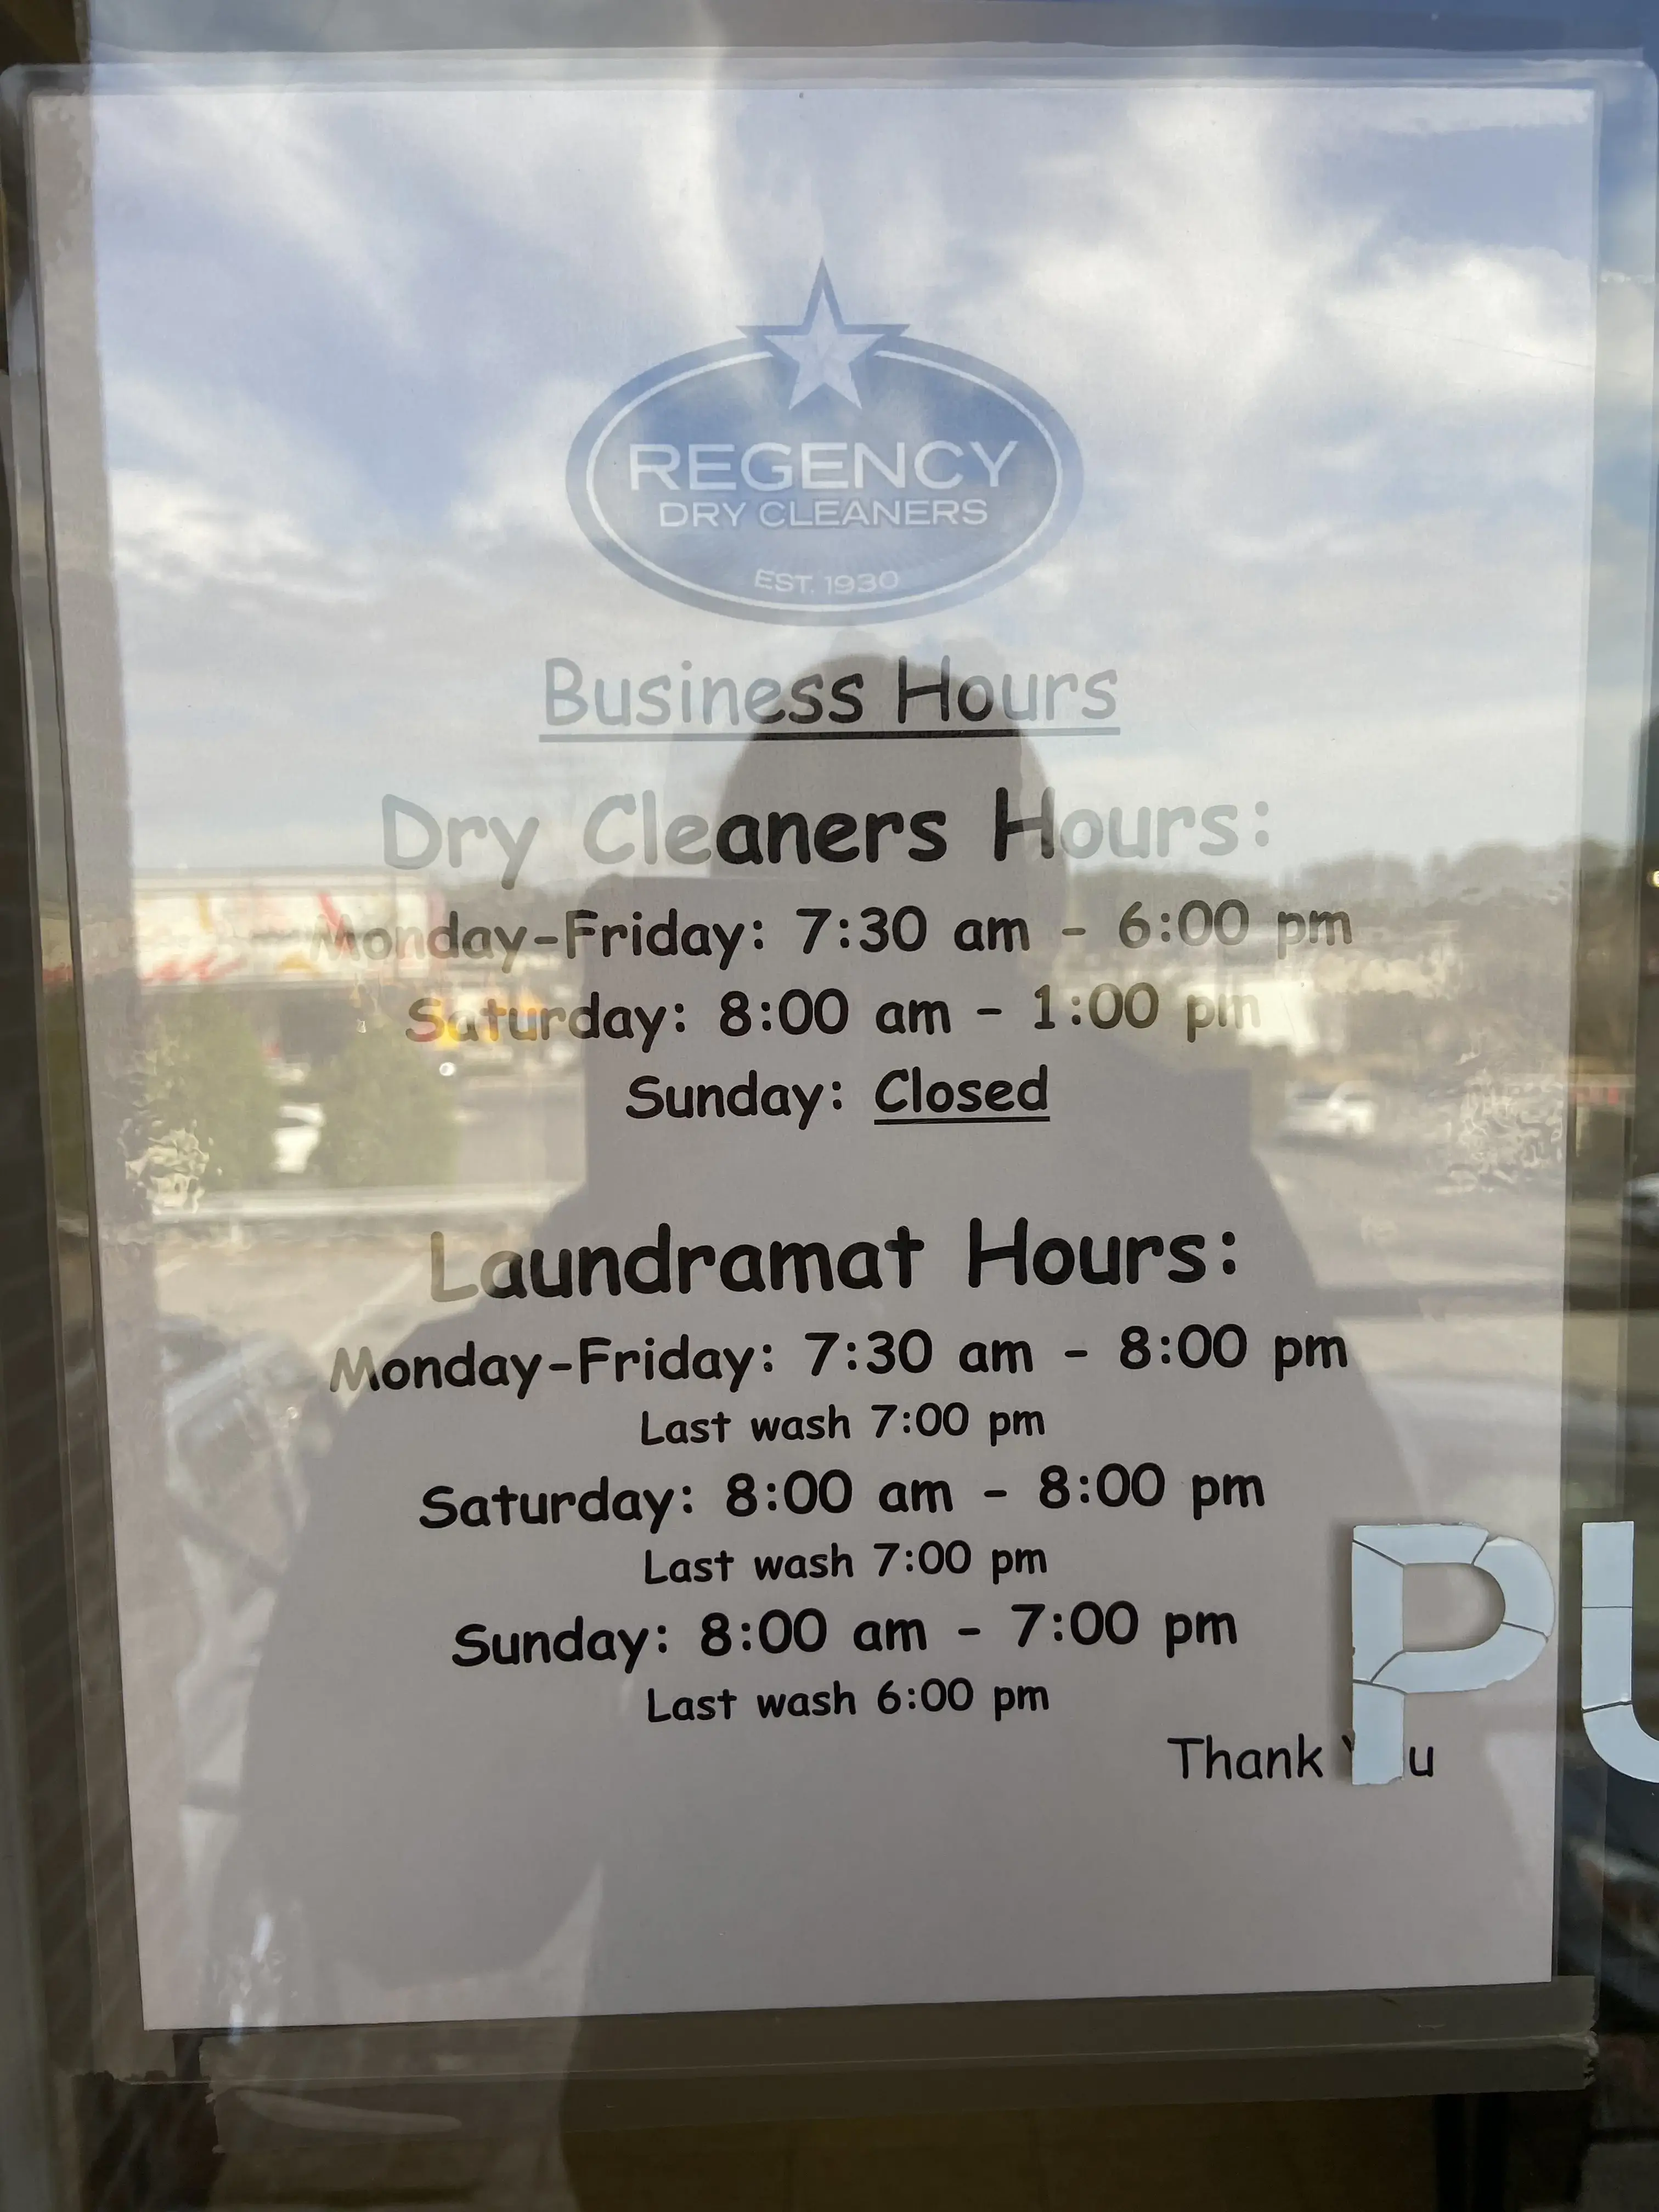 REGENCY
DRY CLEANERS
EST. 1930
Business Hours
Dry Cleaners Hours:
Monday-Friday: 7:30 am - 6:00 pm
Saturday: 8:00 am - 1:00 pm
Sunday: Closed
Laundramat Hours:
Monday-Friday: 7:30 am - 8:00 pm
Last wash 7:00 pm
Saturday: 8:00 am - 8:00 pm
Last wash 7:00 pm
Sunday: 8:00 am - 7:00 pm
Last wash 6:00 pm
Thank You
PU